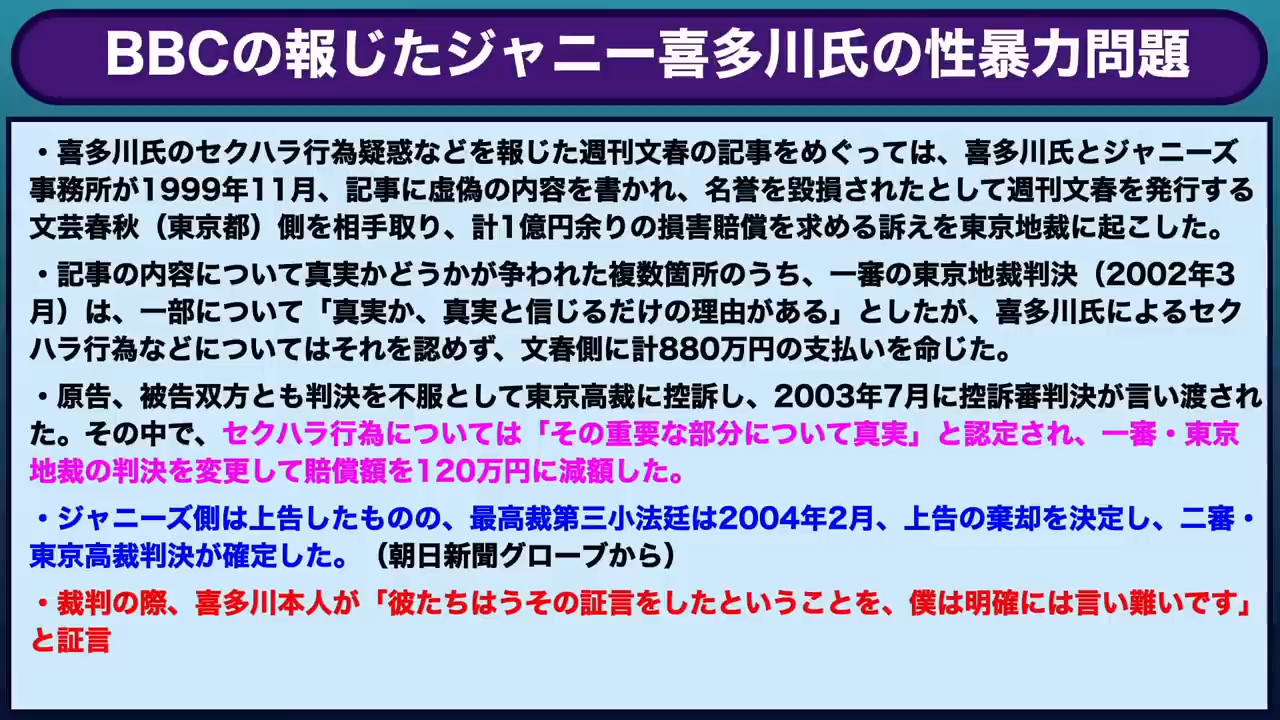 BBCの報じたジャニー喜多川氏の性暴力問題
・喜多川氏のセクハラ行為疑惑などを報じた週刊文春の記事をめぐっては、喜多川氏とジャニーズ
事務所が1999年11月、記事に虚偽の内容を書かれ、名誉を毀損されたとして週刊文春を発行する
文芸春秋（東京都）側を相手取り、計1億円余りの損害賠償を求める訴えを東京地裁に起こした。
・記事の内容について真実かどうかが争われた複数箇所のうち、一審の東京地裁判決（2002年3
月）は、一部について「真実か、真実と信じるだけの理由がある」としたが、喜多川氏によるセク
ハラ行為などについてはそれを認めず、文春側に計880万円の支払いを命じた。
・原告、被告双方とも判決を不服として東京高裁に控訴し、2003年7月に控訴審判決が言い渡され
た。その中で、セクハラ行為については「その重要な部分について真実」と認定され、一審・東京
地裁の判決を変更して賠償額を120万円に減額した。
・ジャニーズ側は上告したものの、最高裁第三小法廷は2004年2月、上告の棄却を決定し、二審・
東京高裁判決が確定した。（朝日新聞グローブから）
・裁判の際、喜多川本人が「彼たちはうその証言をしたということを、僕は明確には言い難いです」
と証言